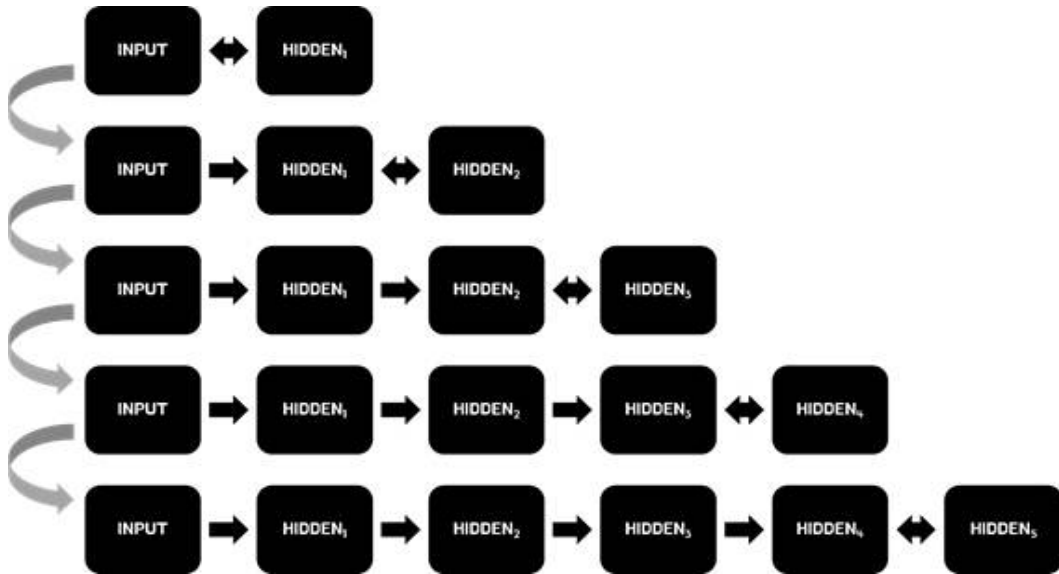 INPUT HIDDEN₁
INPUT HIDDEN₁ HIDDEN₂
INPUT HIDDEN₁ HIDDEN₂ HIDDEN₃
INPUT HIDDEN₁ HIDDEN₂ HIDDEN₃ HIDDEN₄
INPUT HIDDEN₁ HIDDEN₂ HIDDEN₃ HIDDEN₄ HIDDEN₅